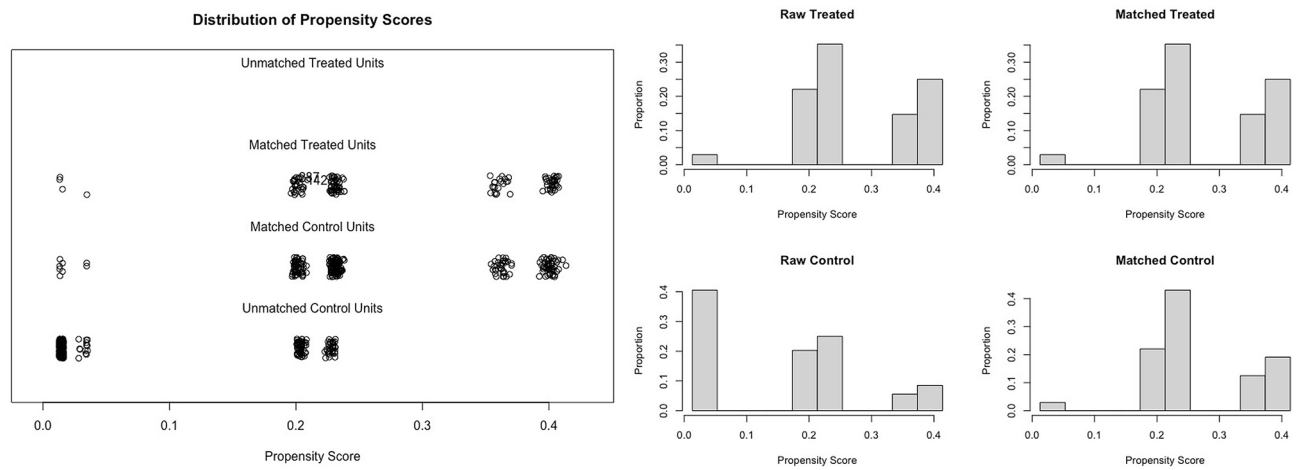 Distribution of Propensity Scores
Unmatched Treated Units
Matched Treated Units
Matched Control Units
Unmatched Control Units
0.0 0.1 0.2 0.3 0.4
Propensity Score
Raw Treated
Proportion
0.00 0.10 0.20 0.30
0.0 0.1 0.2 0.3 0.4
Propensity Score
Matched Treated
Proportion
0.00 0.10 0.20 0.30
0.0 0.1 0.2 0.3 0.4
Propensity Score
Raw Control
Proportion
0.0 0.1 0.2 0.3 0.4
0.0 0.1 0.2 0.3 0.4
Propensity Score
Matched Control
Proportion
0.0 0.1 0.2 0.3 0.4
0.0 0.1 0.2 0.3 0.4
Propensity Score